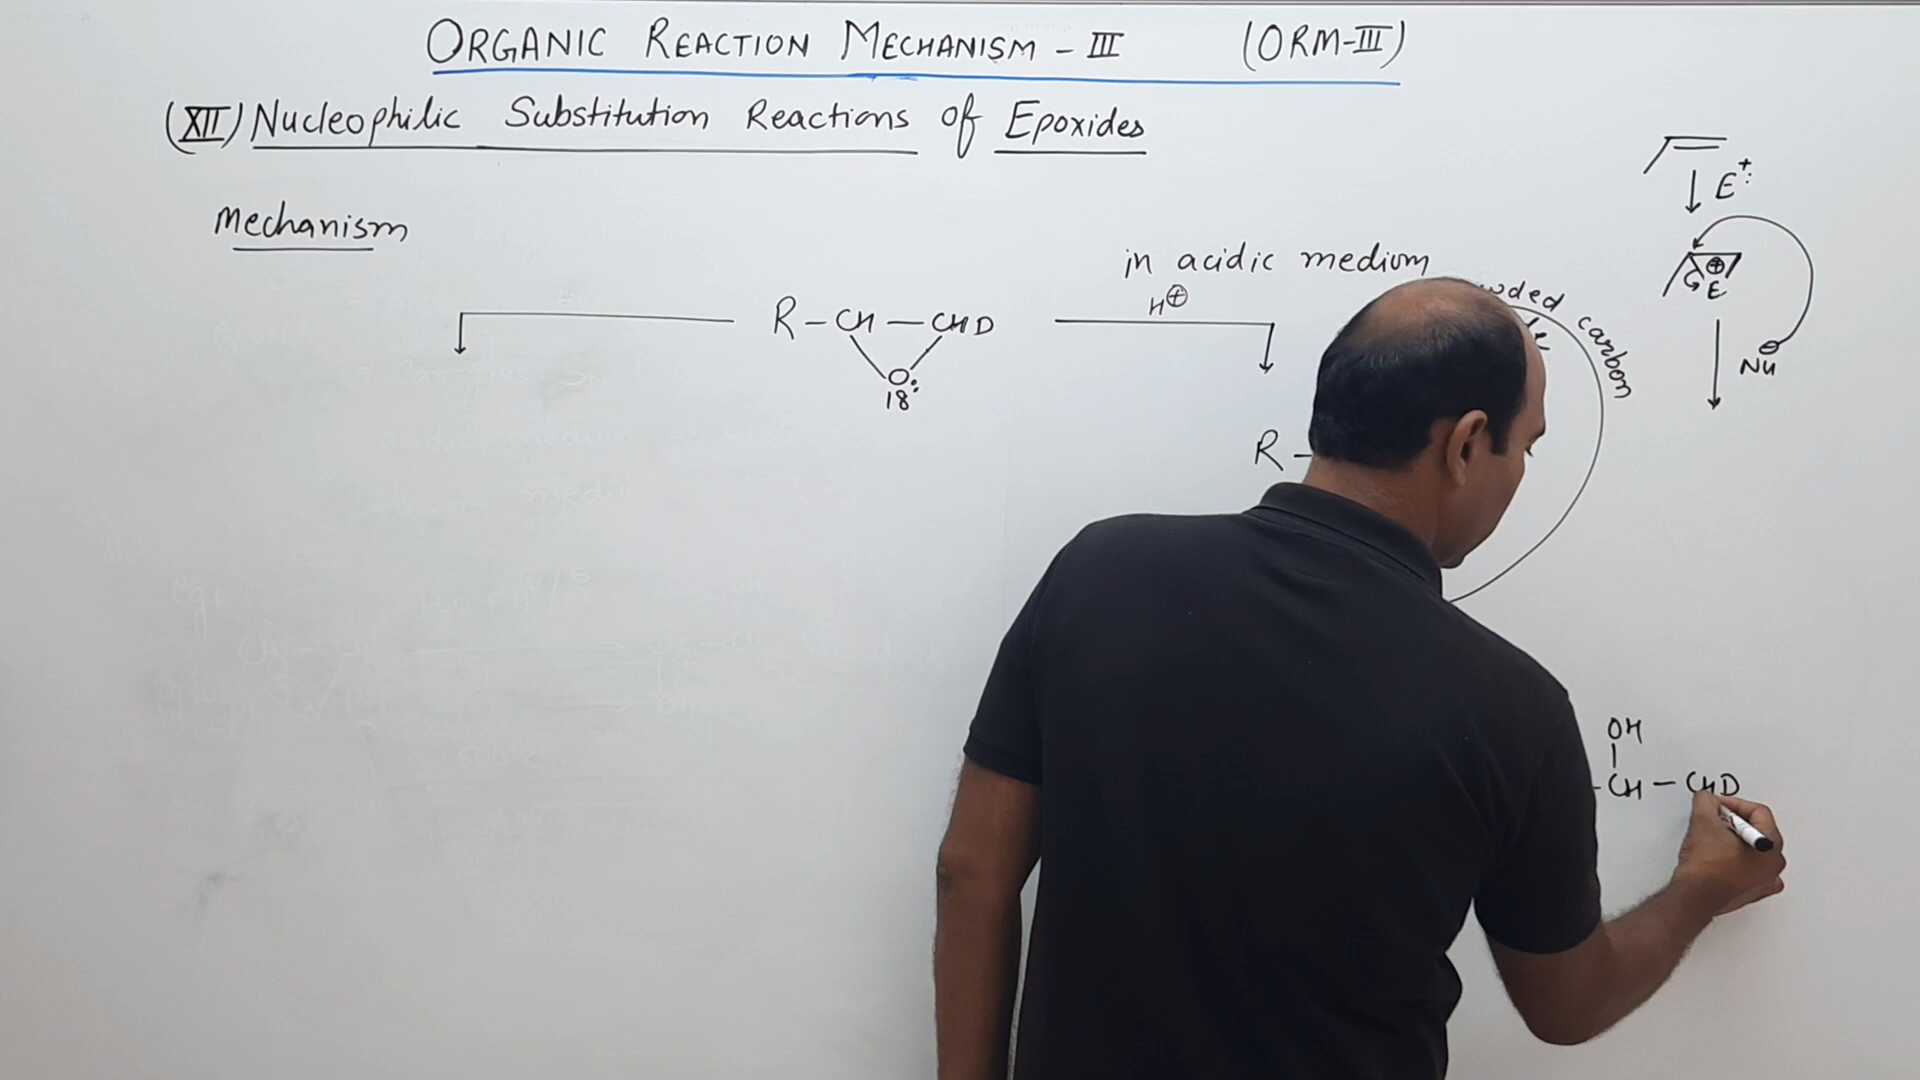 ORGANIC REACTION MECHANISM - III (ORM-III)
(XII) Nucleophilic Substitution Reactions of Epoxides
Mechanism
E+
in acidic medium
H⊕
R-CH-CHD
O:
18
⊕
E
carbon
Nu
R-
OH
-CH-CHD